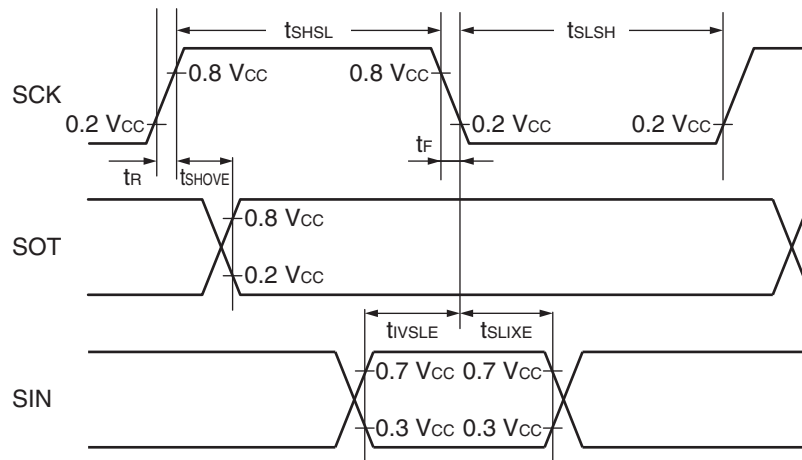 tSHSL tSLSH
SCK 0.8 VCC 0.8 VCC
0.2 VCC 0.2 VCC 0.2 VCC
tR tSHOVE tF
SOT 0.8 VCC
0.2 VCC
tIVSLE tSLIXE
SIN 0.7 VCC 0.7 VCC
0.3 VCC 0.3 VCC